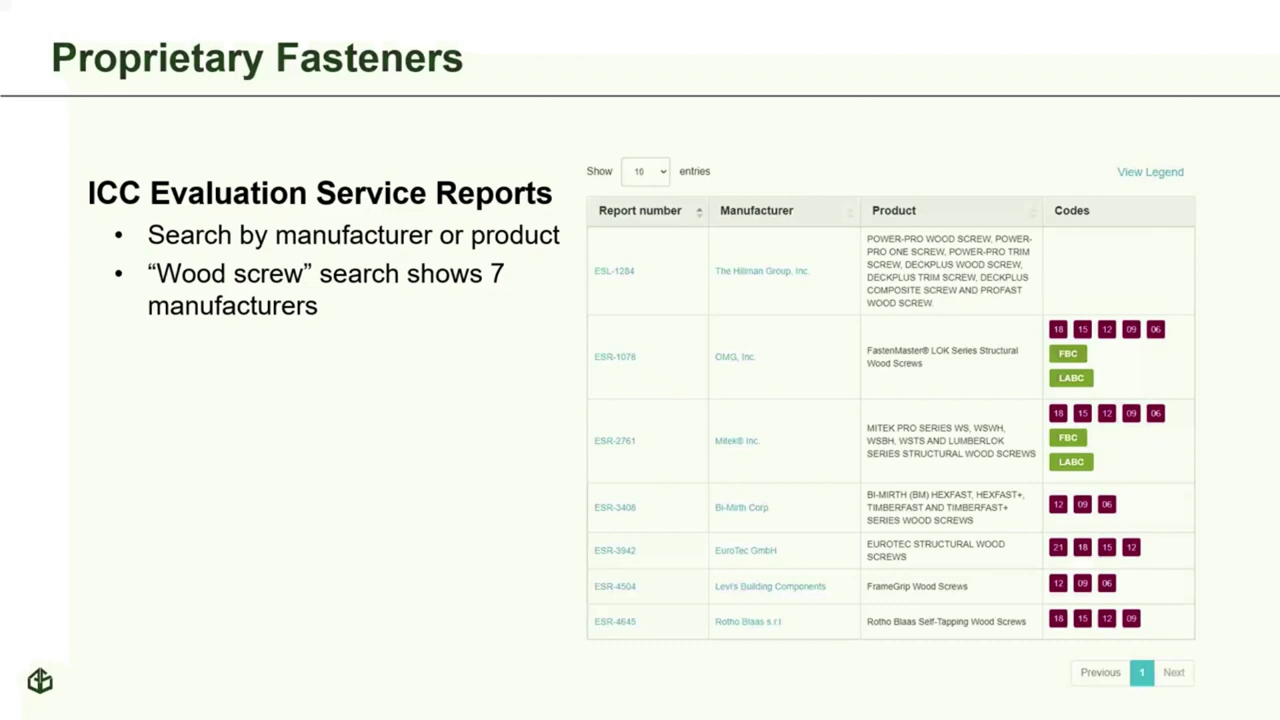 Proprietary Fasteners
ICC Evaluation Service Reports
• Search by manufacturer or product
• “Wood screw” search shows 7
manufacturers
Show 10 entries
View Legend
Report number Manufacturer Product Codes
ESL-1284
The Hillman Group, Inc.
POWER-PRO WOOD SCREW, POWER-
PRO ONE SCREW, POWER-PRO TRIM
SCREW, DECKPLUS WOOD SCREW,
DECKPLUS TRIM SCREW, DECKPLUS
COMPOSITE SCREW AND PROFAST
WOOD SCREW.
ESR-1078
OMG, Inc.
FastenMaster® LOK Series Structural
Wood Screws
18 15 12 09 06
FBC
LABC
ESR-2761
Mitek® Inc.
MITEK PRO SERIES WS, WSWH,
WSBH, WSTS AND LUMBERLOK
SERIES STRUCTURAL WOOD SCREWS
18 15 12 09 06
FBC
LABC
ESR-3408
Bi-Mirth Corp
BI-MIRTH (BM) HEXFAST, HEXFAST+,
TIMBERFAST AND TIMBERFAST+
SERIES WOOD SCREWS
12 09 06
ESR-3942
EuroTec GmbH
EUROTEC STRUCTURAL WOOD
SCREWS
21 18 15 12
ESR-4504
Levi's Building Components
FrameGrip Wood Screws
12 09 06
ESR-4645
Rotho Blaas s.r.l
Rotho Blaas Self-Tapping Wood Screws
18 15 12 09
Previous 1 Next